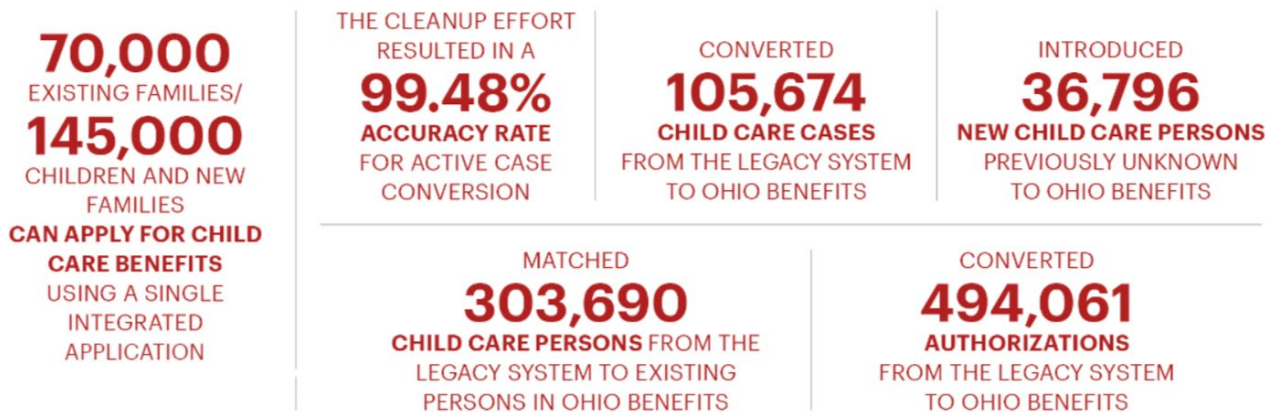 70,000
EXISTING FAMILIES/
145,000
CHILDREN AND NEW
FAMILIES
CAN APPLY FOR CHILD
CARE BENEFITS
USING A SINGLE
INTEGRATED
APPLICATION
THE CLEANUP EFFORT
RESULTED IN A
99.48%
ACCURACY RATE
FOR ACTIVE CASE
CONVERSION
CONVERTED
105,674
CHILD CARE CASES
FROM THE LEGACY SYSTEM
TO OHIO BENEFITS
INTRODUCED
36,796
NEW CHILD CARE PERSONS
PREVIOUSLY UNKNOWN
TO OHIO BENEFITS
MATCHED
303,690
CHILD CARE PERSONS FROM THE
LEGACY SYSTEM TO EXISTING
PERSONS IN OHIO BENEFITS
CONVERTED
494,061
AUTHORIZATIONS
FROM THE LEGACY SYSTEM
TO OHIO BENEFITS